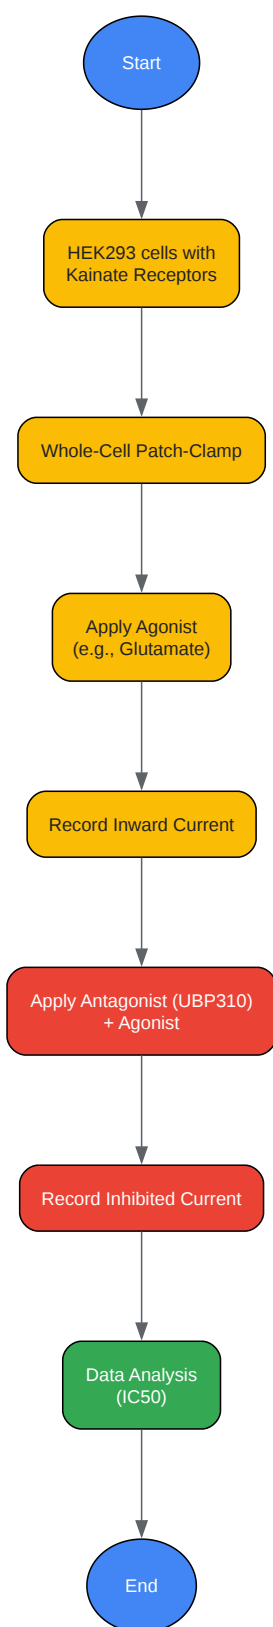 Start
HEK293 cells with
Kainate Receptors
Whole-Cell Patch-Clamp
Apply Agonist
(e.g., Glutamate)
Record Inward Current
Apply Antagonist (UBP310)
+ Agonist
Record Inhibited Current
Data Analysis
(IC50)
End